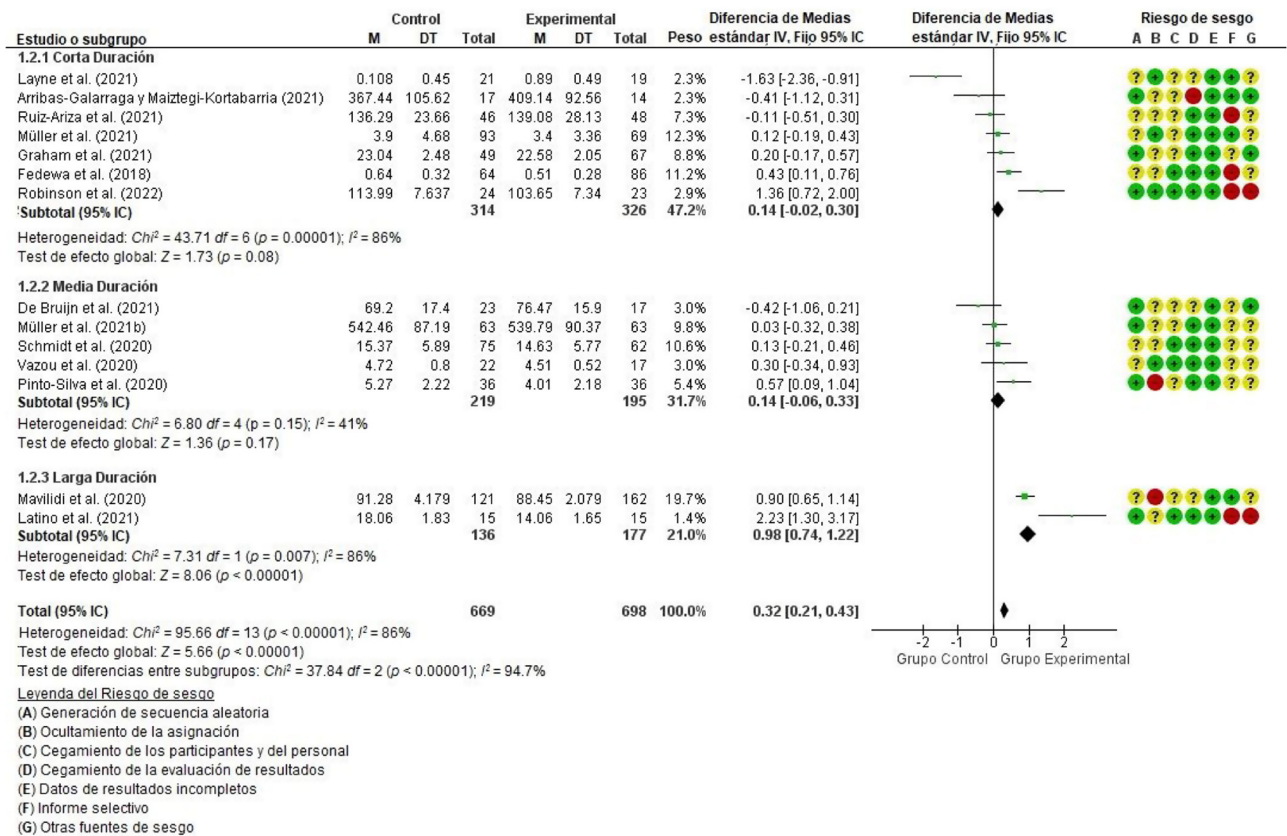 Control Experimental Diferencia de Medias Diferencia de Medias Riesgo de sesgo
Estudio o subgrupo M DT Total M DT Total Peso estándar IV, Fijo 95% IC estándar IV, Fijo 95% IC A B C D E F G
1.2.1 Corta Duración
Layne et al. (2021) 0.108 0.45 21 0.89 0.49 19 2.3% -1.63 [-2.36, -0.91] ? + ? ? + + ?
Arribas-Galarraga y Maiztegi-Kortabarria (2021) 367.44 105.62 17 409.14 92.56 14 2.3% -0.41 [-1.12, 0.31]
Ruiz-Ariza et al. (2021) 136.29 23.66 46 139.08 28.13 48 7.3% -0.11 [-0.51, 0.30]
Müller et al. (2021) 3.9 4.68 93 3.4 3.36 69 12.3% 0.12 [-0.19, 0.43]
Graham et al. (2021) 23.04 2.48 49 22.58 2.05 67 8.8% 0.20 [-0.17, 0.57]
Fedewa et al. (2018) 0.64 0.32 64 0.51 0.28 86 11.2% 0.43 [0.11, 0.76]
Robinson et al. (2022) 113.99 7.637 24 103.65 7.34 23 2.9% 1.36 [0.72, 2.00]
Subtotal (95% IC) 314 326 47.2% 0.14 [-0.02, 0.30]
Heterogeneidad: Chi² = 43.71 df = 6 (p = 0.00001); I² = 86%
Test de efecto global: Z = 1.73 (p = 0.08)
1.2.2 Media Duración
De Bruijn et al. (2021) 69.2 17.4 23 76.47 15.9 17 3.0% -0.42 [-1.06, 0.21]
Müller et al. (2021b) 542.46 87.19 63 539.79 90.37 63 9.8% 0.03 [-0.32, 0.38]
Schmidt et al. (2020) 15.37 5.89 75 14.63 5.77 62 10.6% 0.13 [-0.21, 0.46]
Vazou et al. (2020) 4.72 0.8 22 4.51 0.52 17 3.0% 0.30 [-0.34, 0.93]
Pinto-Silva et al. (2020) 5.27 2.22 36 4.01 2.18 36 5.4% 0.57 [0.09, 1.04]
Subtotal (95% IC) 219 195 31.7% 0.14 [-0.06, 0.33]
Heterogeneidad: Chi² = 6.80 df = 4 (p = 0.15); I² = 41%
Test de efecto global: Z = 1.36 (p = 0.17)
1.2.3 Larga Duración
Mavilidi et al. (2020) 91.28 4.179 121 88.45 2.079 162 19.7% 0.90 [0.65, 1.14]
Latino et al. (2021) 18.06 1.83 15 14.06 1.65 15 1.4% 2.23 [1.30, 3.17]
Subtotal (95% IC) 136 177 21.0% 0.98 [0.74, 1.22]
Heterogeneidad: Chi² = 7.31 df = 1 (p = 0.007); I² = 86%
Test de efecto global: Z = 8.06 (p < 0.00001)
Total (95% IC) 669 698 100.0% 0.32 [0.21, 0.43]
Heterogeneidad: Chi² = 95.66 df = 13 (p < 0.00001); I² = 86%
Test de efecto global: Z = 5.66 (p < 0.00001)
Test de diferencias entre subgrupos: Chi² = 37.84 df = 2 (p < 0.00001); I² = 94.7%
-2 -1 0 1 2
Grupo Control Grupo Experimental
Leyenda del Riesgo de sesgo
(A) Generación de secuencia aleatoria
(B) Ocultamiento de la asignación
(C) Cegamiento de los participantes y del personal
(D) Cegamiento de la evaluación de resultados
(E) Datos de resultados incompletos
(F) Informe selectivo
(G) Otras fuentes de sesgo